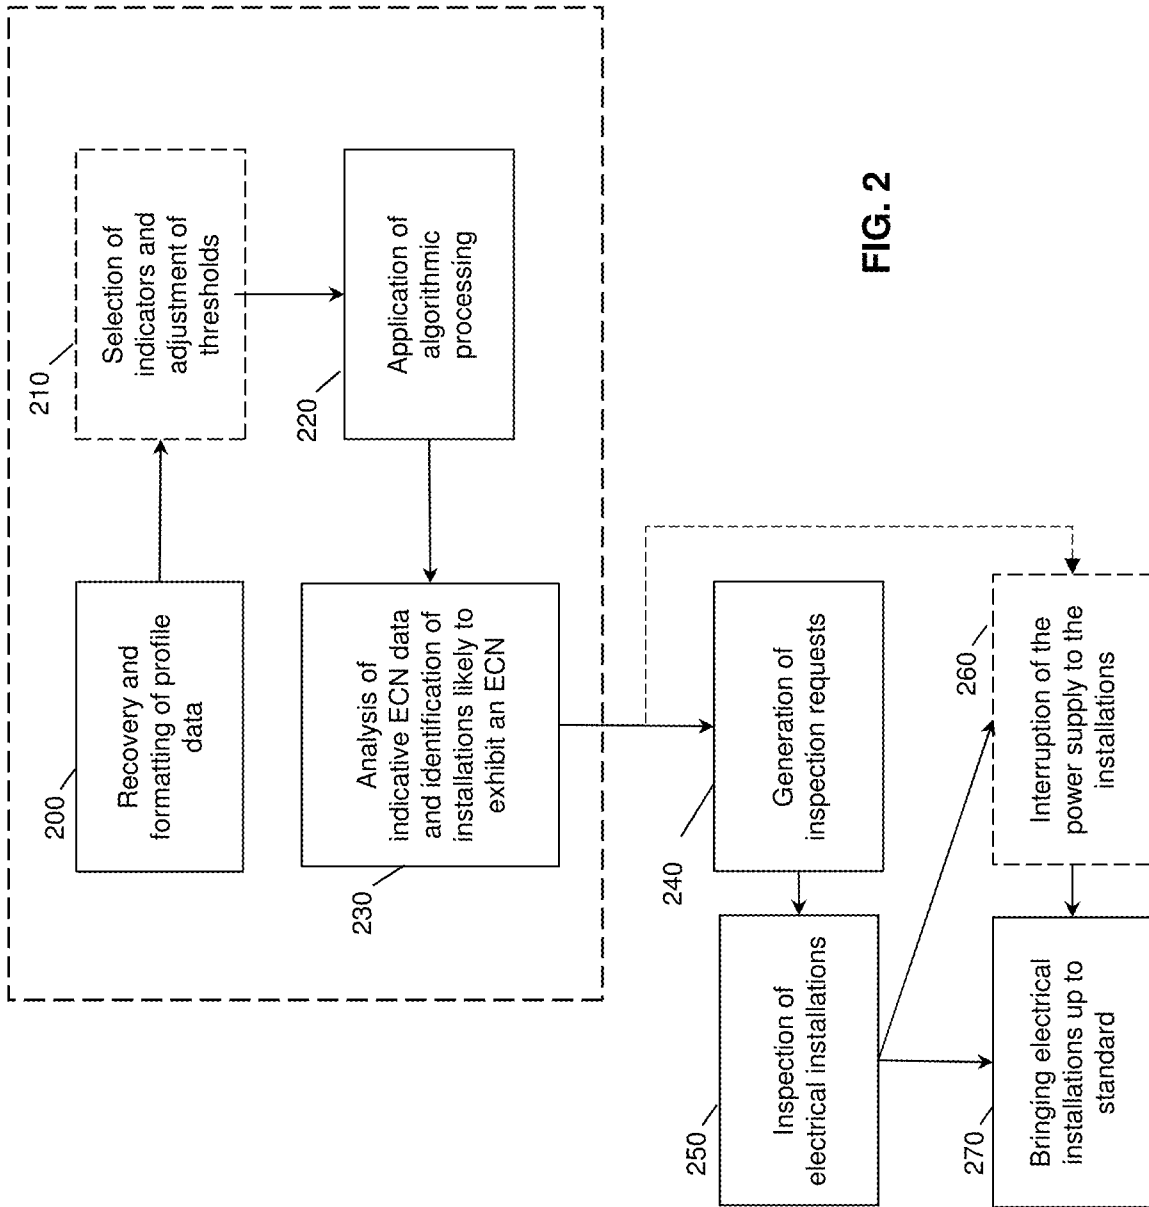 200
Recovery and
formatting of profile
data
210
Selection of
indicators and
adjustment of
thresholds
220
Application of
algorithmic
processing
230
Analysis of
indicative ECN data
and identification of
installations likely to
exhibit an ECN
240
Generation of
inspection requests
250
Inspection of
electrical installations
260
Interruption of the
power supply to the
installations
270
Bringing electrical
installations up to
standard
FIG. 2